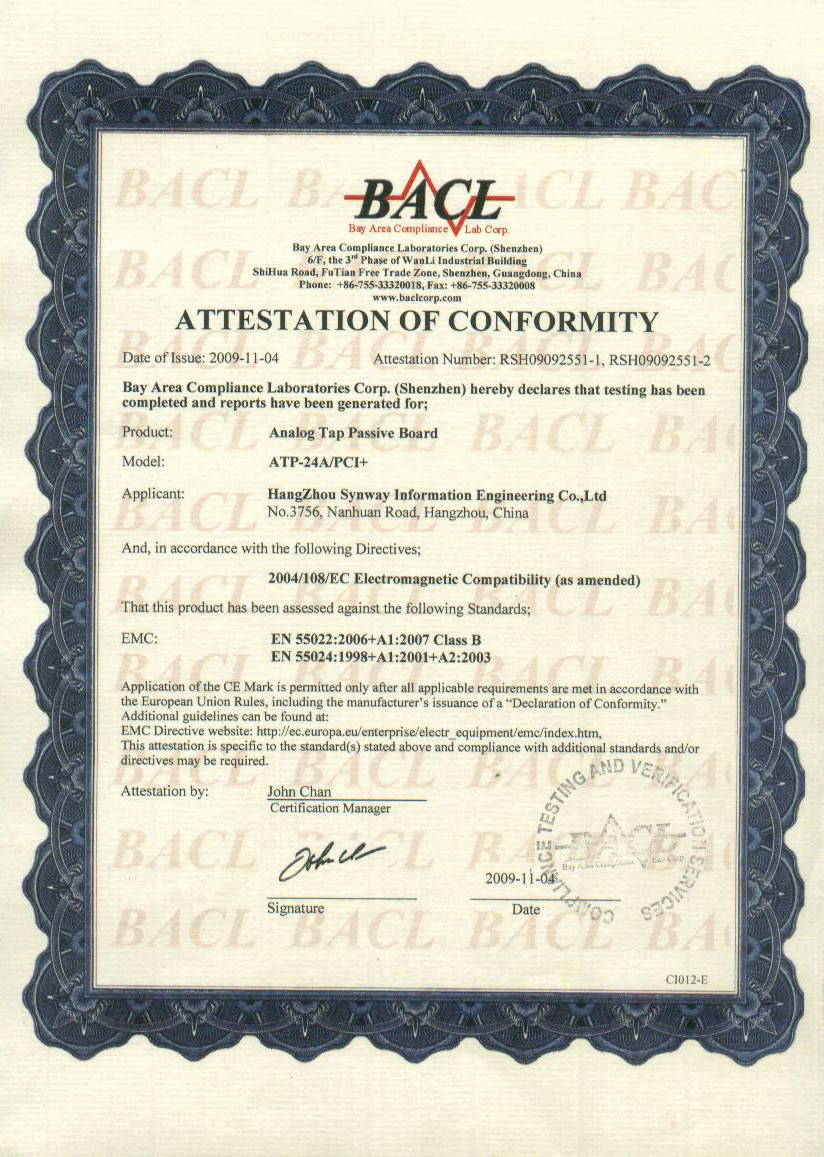 BACL
Bay Area Compliance Lab Corp.
Bay Area Compliance Laboratories Corp. (Shenzhen)
6/F, the 3rd Phase of WanLi Industrial Building
ShiHua Road, FuTian Free Trade Zone, Shenzhen, Guangdong, China
Phone: +86-755-33320018, Fax: +86-755-33320008
www.baclcorp.com
ATTESTATION OF CONFORMITY
Date of Issue: 2009-11-04 Attestation Number: RSH09092551-1, RSH09092551-2
Bay Area Compliance Laboratories Corp. (Shenzhen) hereby declares that testing has been
completed and reports have been generated for;
Product: Analog Tap Passive Board
Model: ATP-24A/PCI+
Applicant: HangZhou Synway Information Engineering Co.,Ltd
No.3756, Nanhuan Road, Hangzhou, China
And, in accordance with the following Directives;
2004/108/EC Electromagnetic Compatibility (as amended)
That this product has been assessed against the following Standards;
EMC: EN 55022:2006+A1:2007 Class B
EN 55024:1998+A1:2001+A2:2003
Application of the CE Mark is permitted only after all applicable requirements are met in accordance with
the European Union Rules, including the manufacturer's issuance of a "Declaration of Conformity."
Additional guidelines can be found at:
EMC Directive website: http://ec.europa.eu/enterprise/electr_equipment/emc/index.htm,
This attestation is specific to the standard(s) stated above and compliance with additional standards and/or
directives may be required.
Attestation by: John Chan
Certification Manager
COMPLIANCE TESTING AND VERIFICATION SERVICES
BACL
Bay Area Compliance Lab Corp
2009-11-04
Signature Date
CI012-E